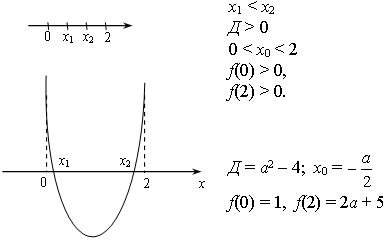 0 x₁ x₂ 2
x₁ < x₂
Д > 0
0 < x₀ < 2
f(0) > 0,
f(2) > 0.
x₁ x₂
0 2 x
Д = a² – 4; x₀ = – a/2
f(0) = 1, f(2) = 2a + 5